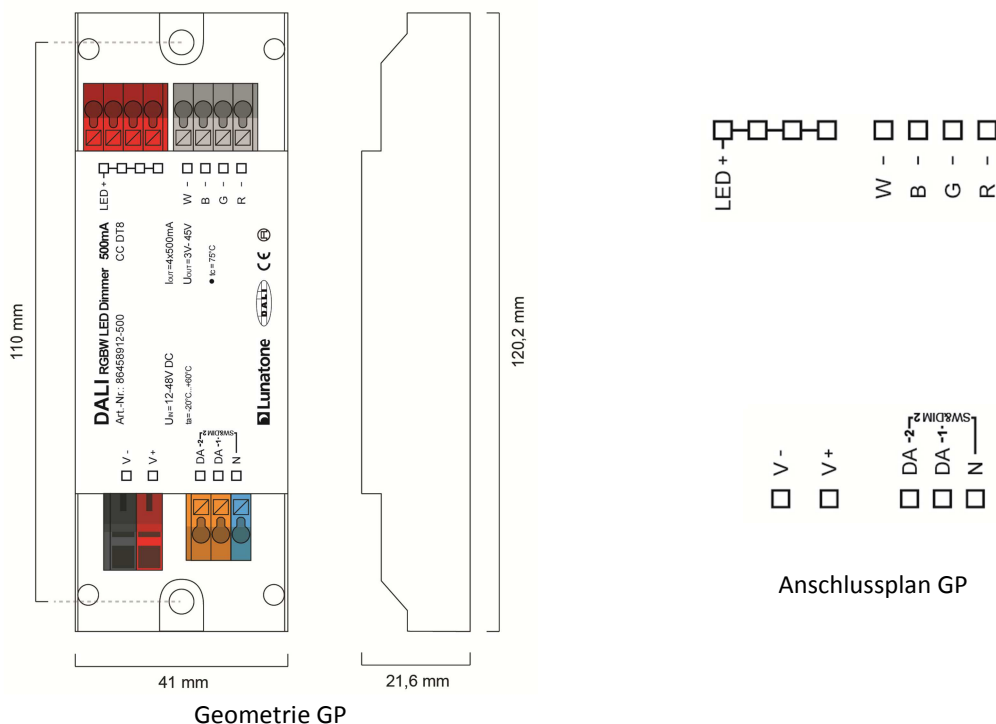 LED +
W -
B -
G -
R -
DALI RGBW LED Dimmer 500mA
Art.-Nr.: 86458912-500 CC DT8
IOUT=4x500mA
UOUT=3V- 45V
• tc = 75°C
UIN = 12-48V DC
ta= -20°C...+60°C
DALI
CE
Lunatone
V -
V+
DA -2-
DA -1-
N
SW&DIM 2
110 mm
120,2 mm
41 mm
21,6 mm
Geometrie GP
LED +
W -
B -
G -
R -
V -
V+
DA -2-
DA -1-
N
SW&DIM 2
Anschlussplan GP